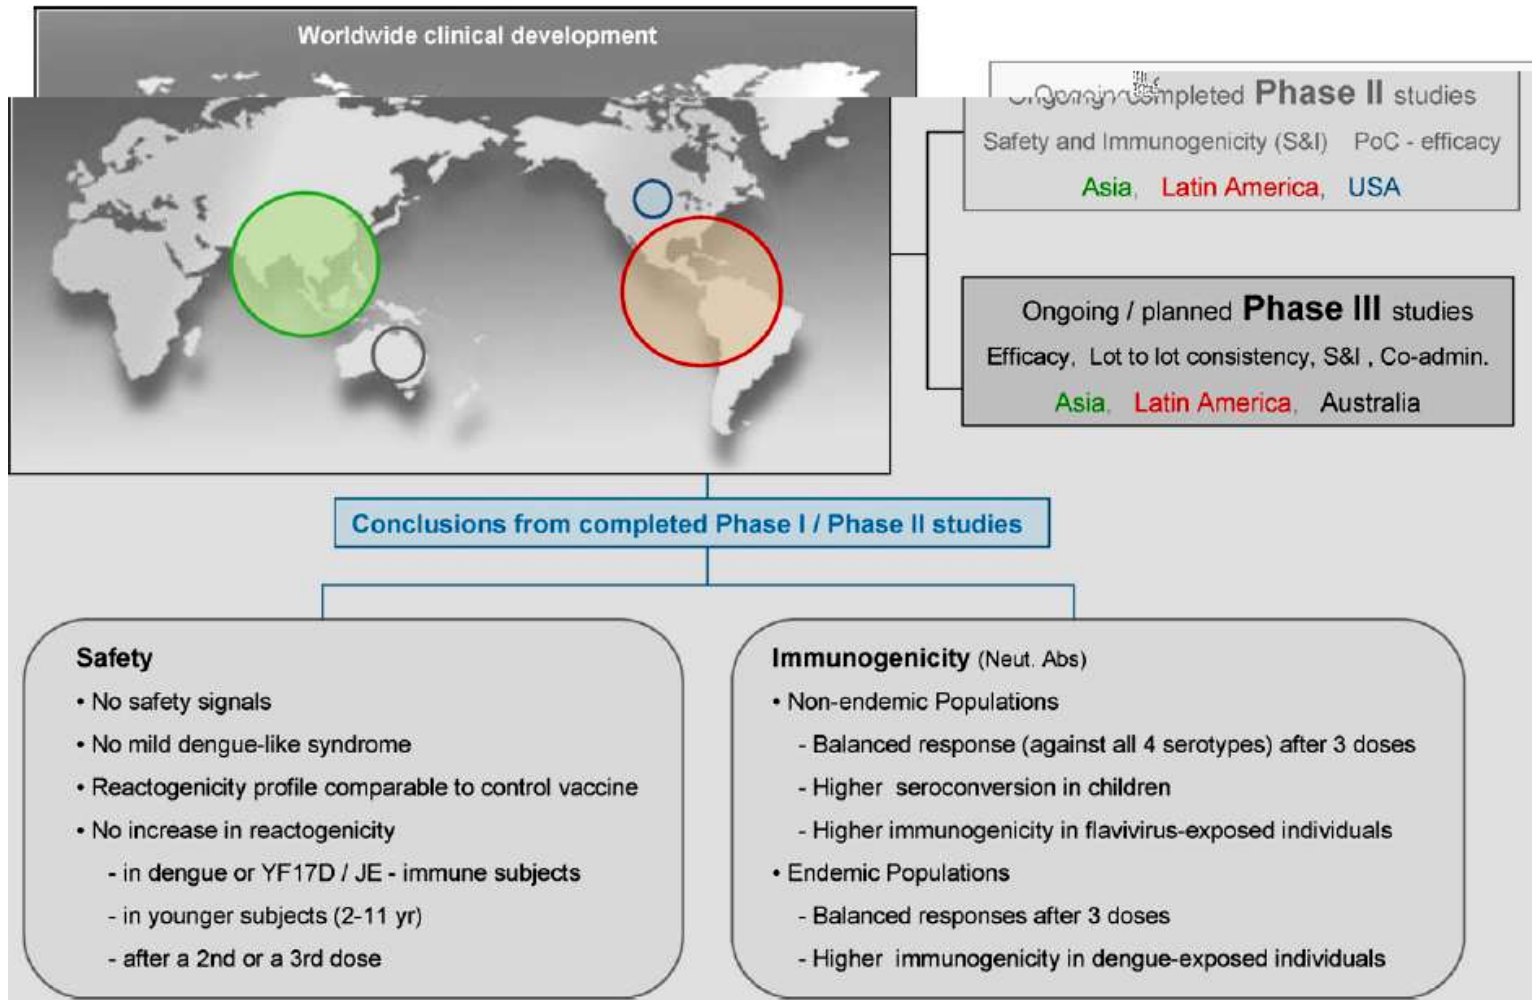 Worldwide clinical development
completed Phase II studies
Safety and Immunogenicity (S&I) PoC - efficacy
Asia, Latin America, USA
Ongoing / planned Phase III studies
Efficacy, Lot to lot consistency, S&I , Co-admin.
Asia, Latin America, Australia
Conclusions from completed Phase I / Phase II studies
Safety
• No safety signals
• No mild dengue-like syndrome
• Reactogenicity profile comparable to control vaccine
• No increase in reactogenicity
- in dengue or YF17D / JE - immune subjects
- in younger subjects (2-11 yr)
- after a 2nd or a 3rd dose
Immunogenicity (Neut. Abs)
• Non-endemic Populations
- Balanced response (against all 4 serotypes) after 3 doses
- Higher seroconversion in children
- Higher immunogenicity in flavivirus-exposed individuals
• Endemic Populations
- Balanced responses after 3 doses
- Higher immunogenicity in dengue-exposed individuals